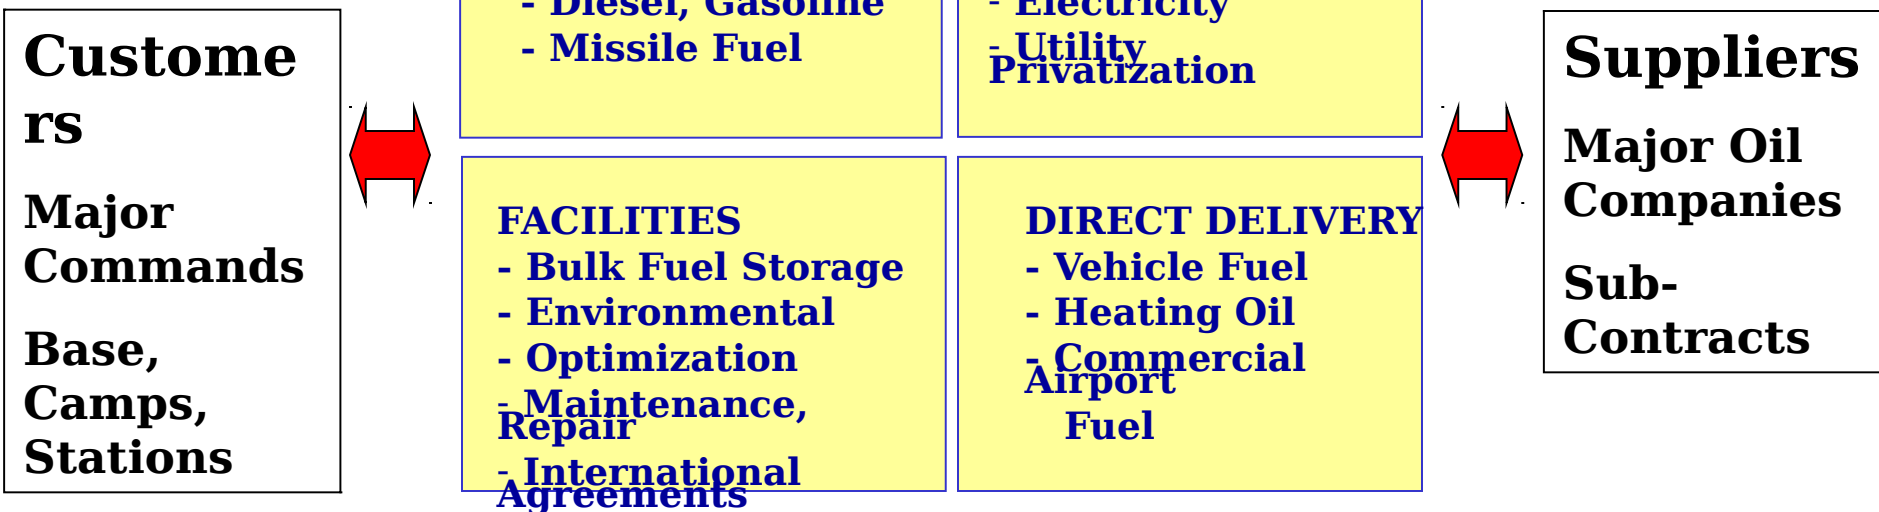 Custome
rs
Major
Commands
Base,
Camps,
Stations
- Diesel, Gasoline
- Missile Fuel
- Electricity
- Utility
Privatization
FACILITIES
- Bulk Fuel Storage
- Environmental
- Optimization
- Maintenance,
Repair
- International
Agreements
DIRECT DELIVERY
- Vehicle Fuel
- Heating Oil
- Commercial
Airport
Fuel
Suppliers
Major Oil
Companies
Sub-
Contracts